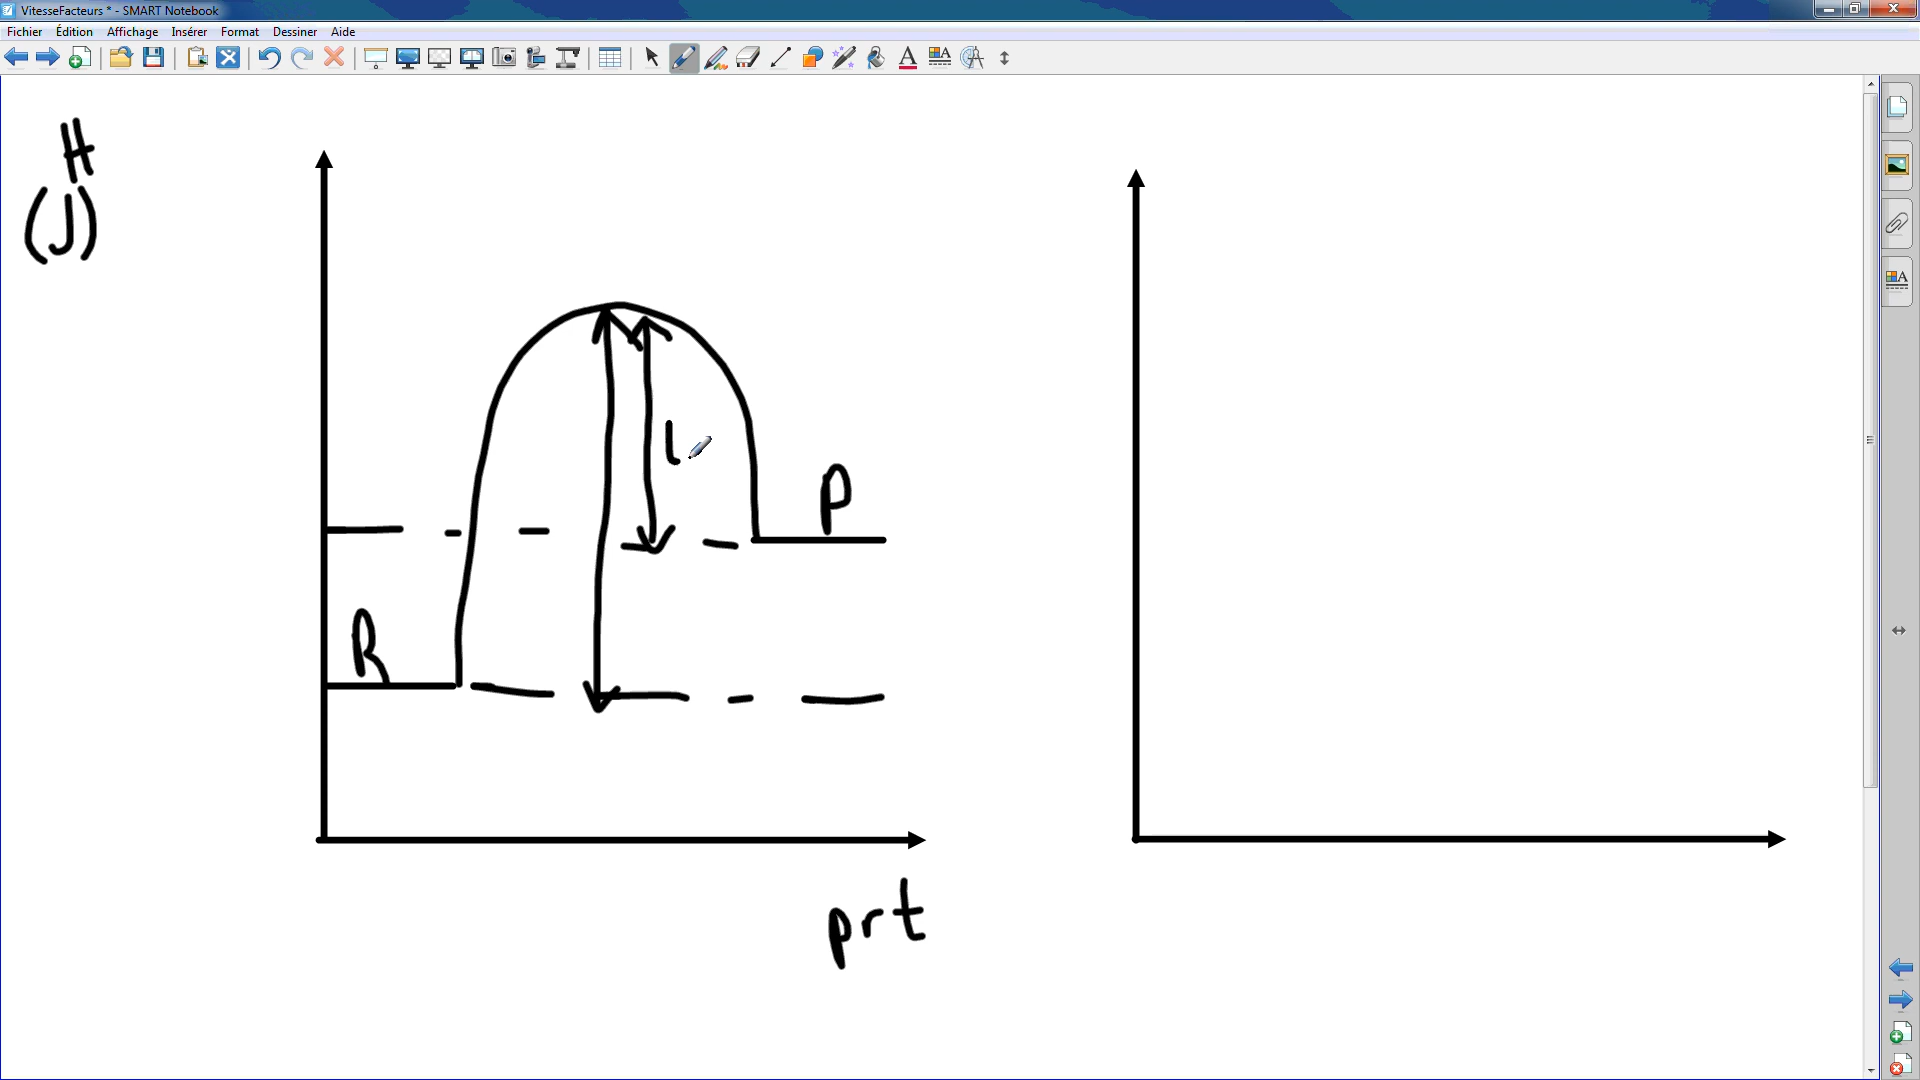 VitesseFacteurs * - SMART Notebook
Fichier Édition Affichage Insérer Format Dessiner Aide
H
(J)
P
R
prt